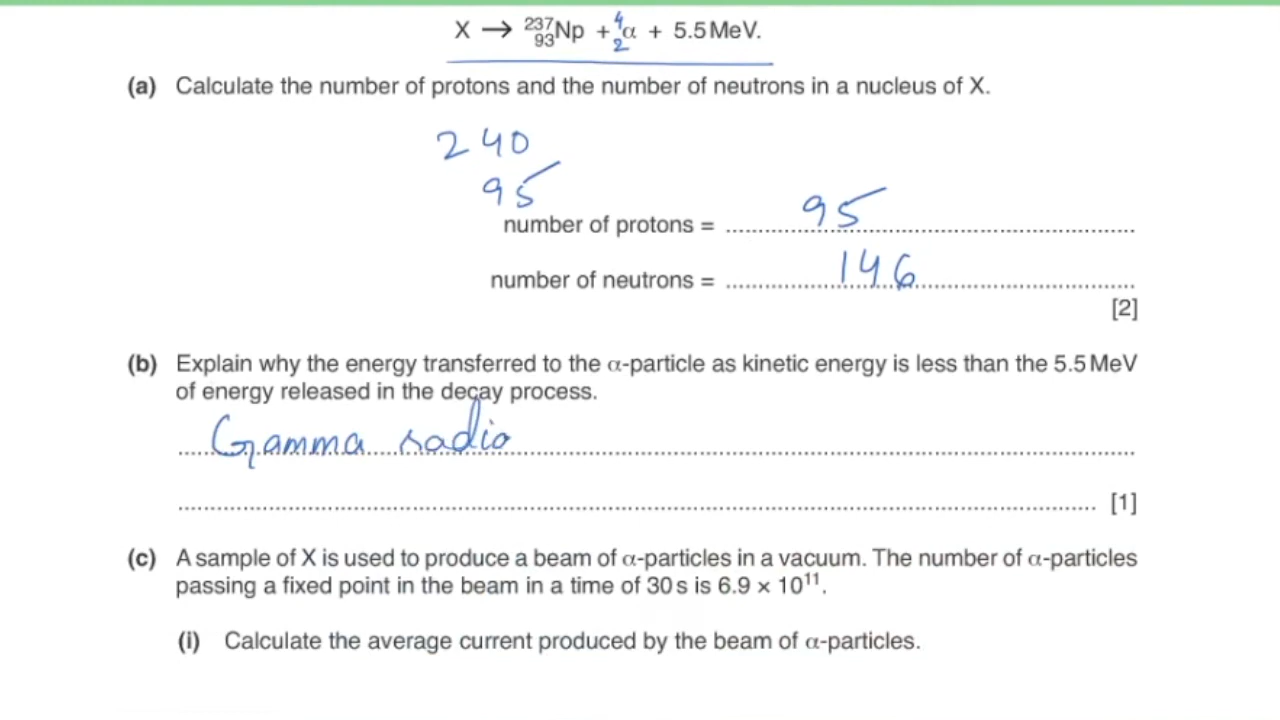 X → ²³⁷₉₃Np + ⁴₂α + 5.5 MeV.
(a) Calculate the number of protons and the number of neutrons in a nucleus of X.
240
95
number of protons = 95
number of neutrons = 146
[2]
(b) Explain why the energy transferred to the α-particle as kinetic energy is less than the 5.5 MeV
of energy released in the decay process.
Gamma radio
[1]
(c) A sample of X is used to produce a beam of α-particles in a vacuum. The number of α-particles
passing a fixed point in the beam in a time of 30 s is 6.9 × 10¹¹.
(i) Calculate the average current produced by the beam of α-particles.